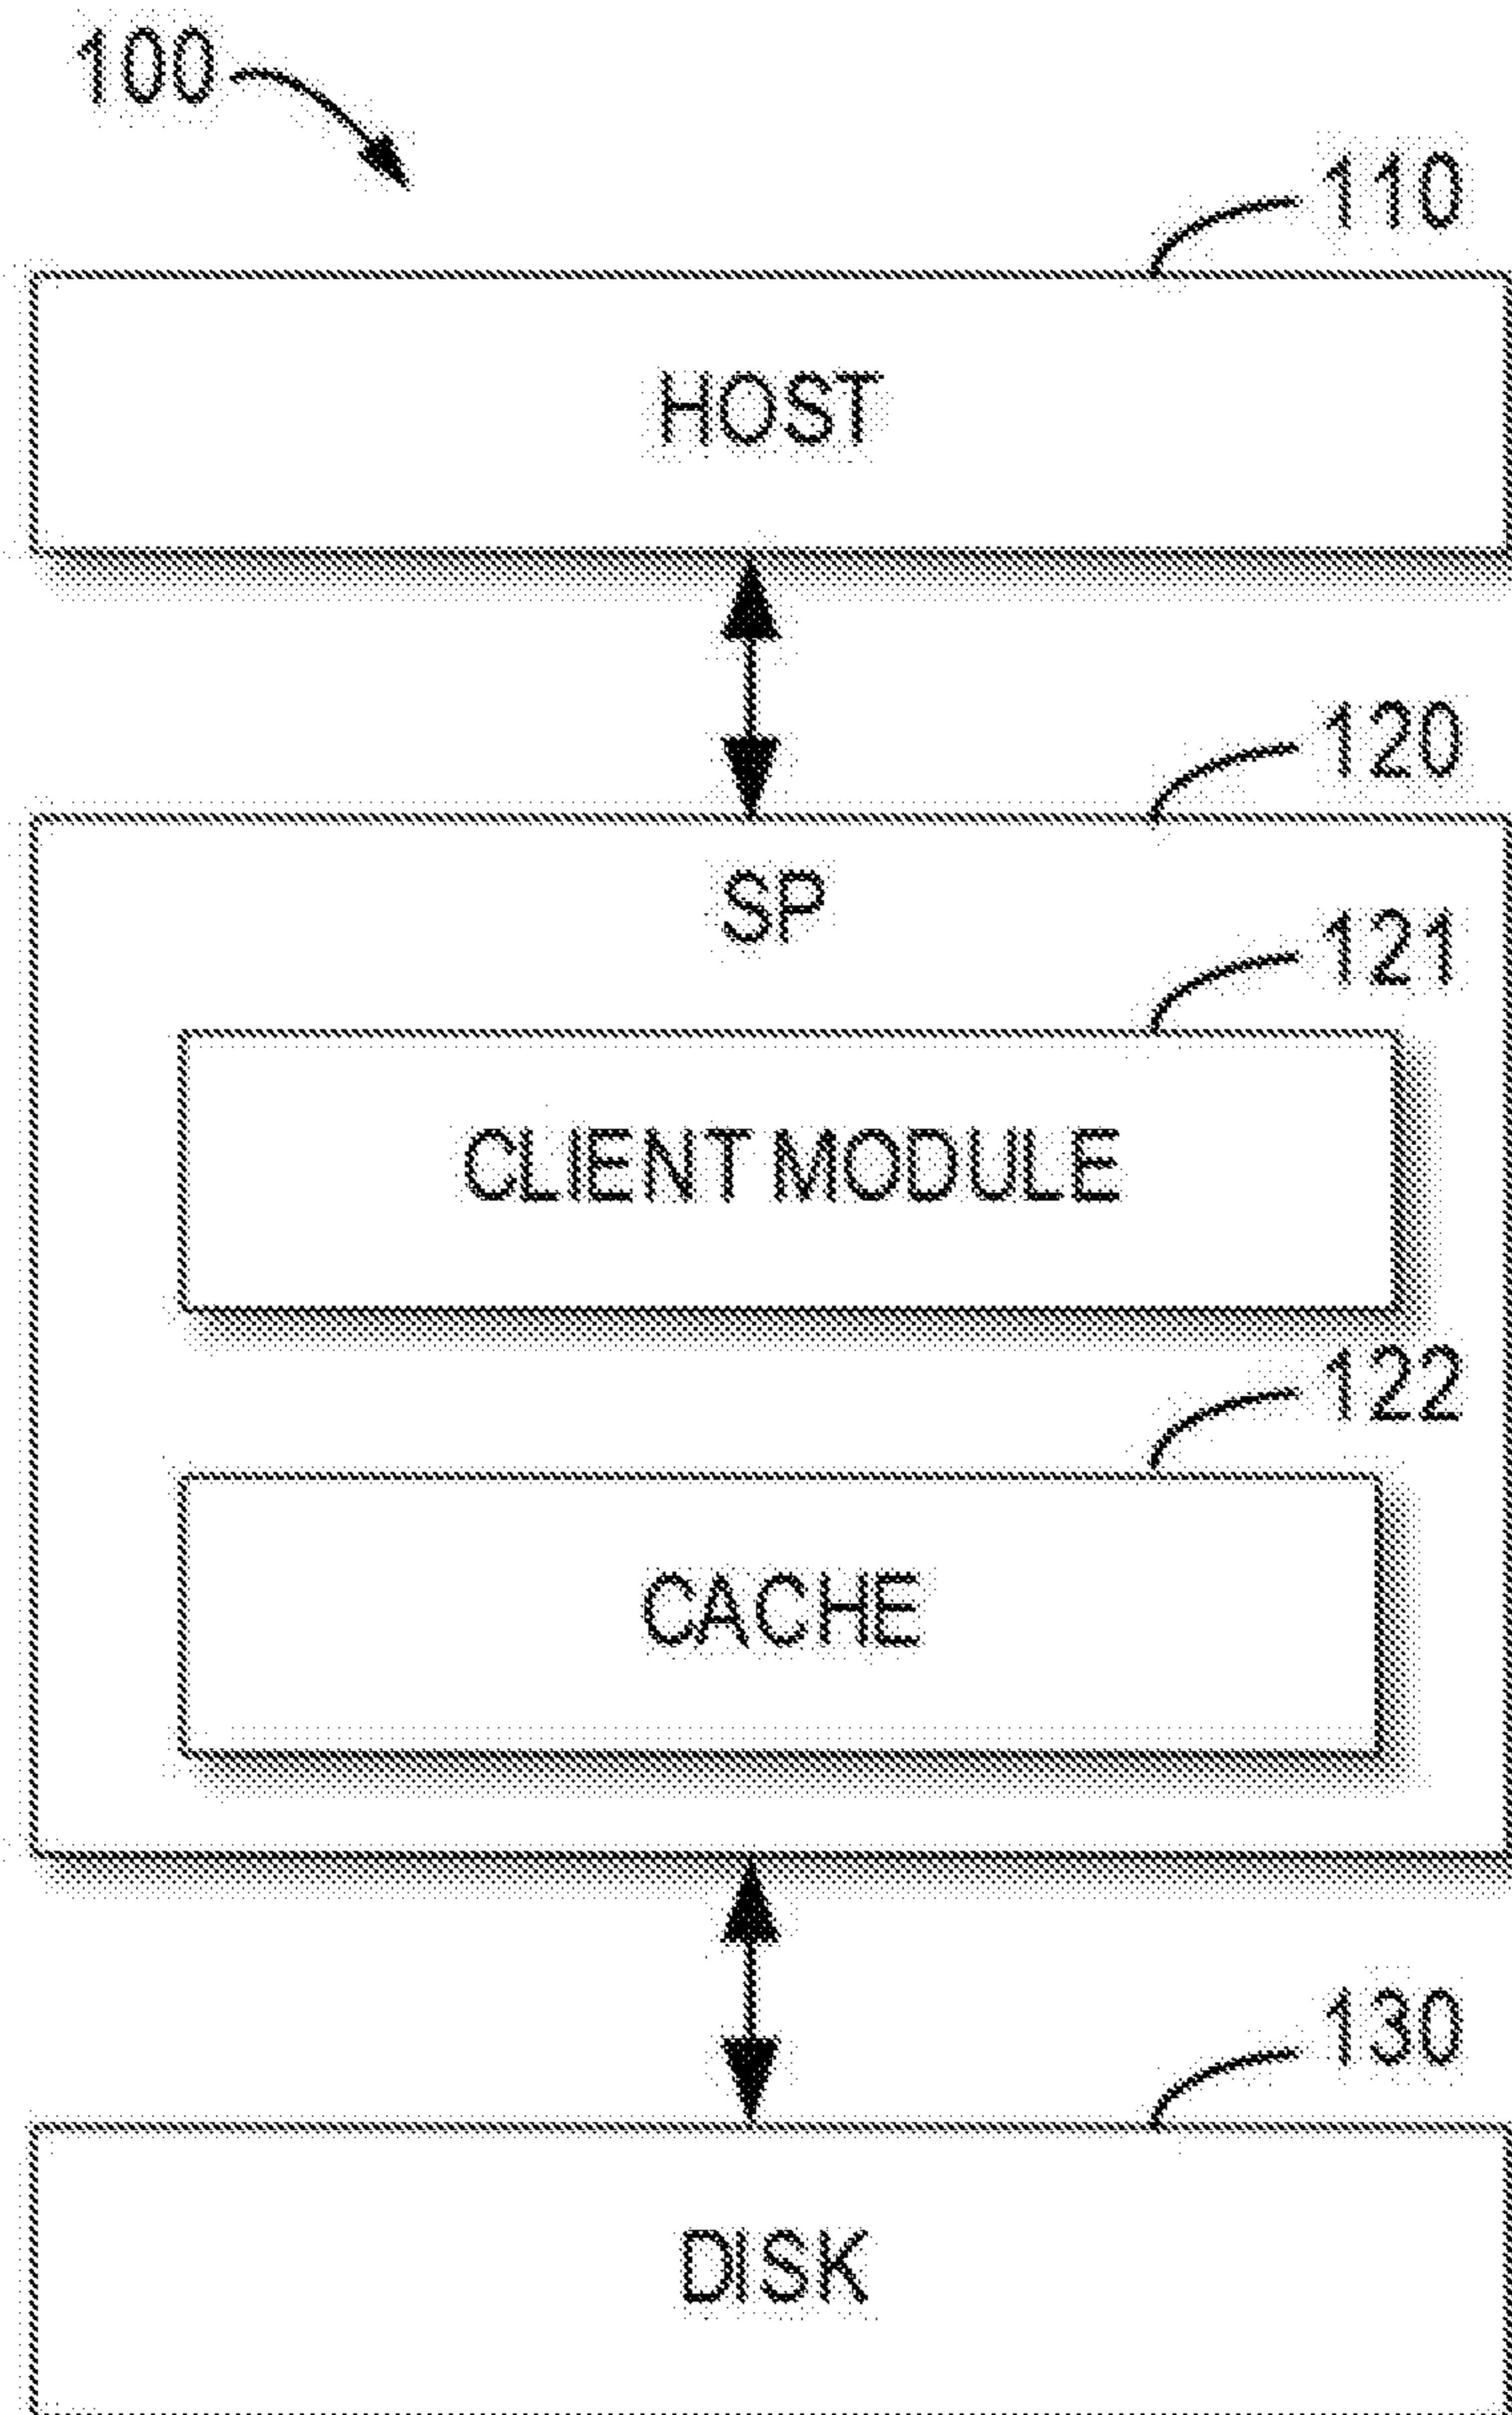 100
110
HOST
120
SP
121
CLIENT MODULE
122
CACHE
130
DISK